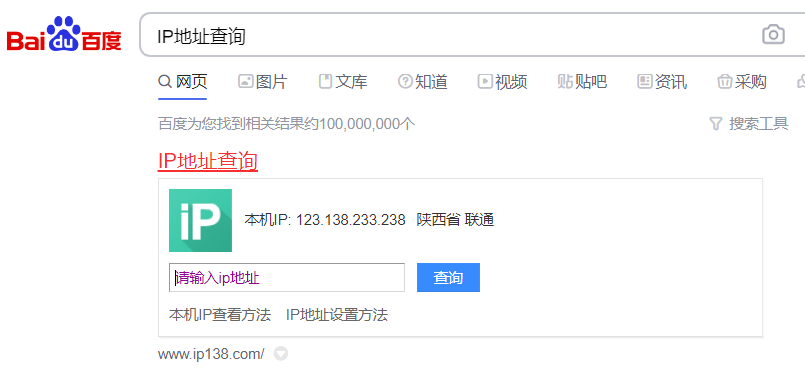 Bai du 百度 IP地址查询
网页 图片 文库 知道 视频 贴 贴吧 资讯 采购
百度为您找到相关结果约100,000,000个 搜索工具
IP地址查询
iP 本机IP: 123.138.233.238 陕西省 联通
请输入ip地址 查询
本机IP查看方法 IP地址设置方法
www.ip138.com/